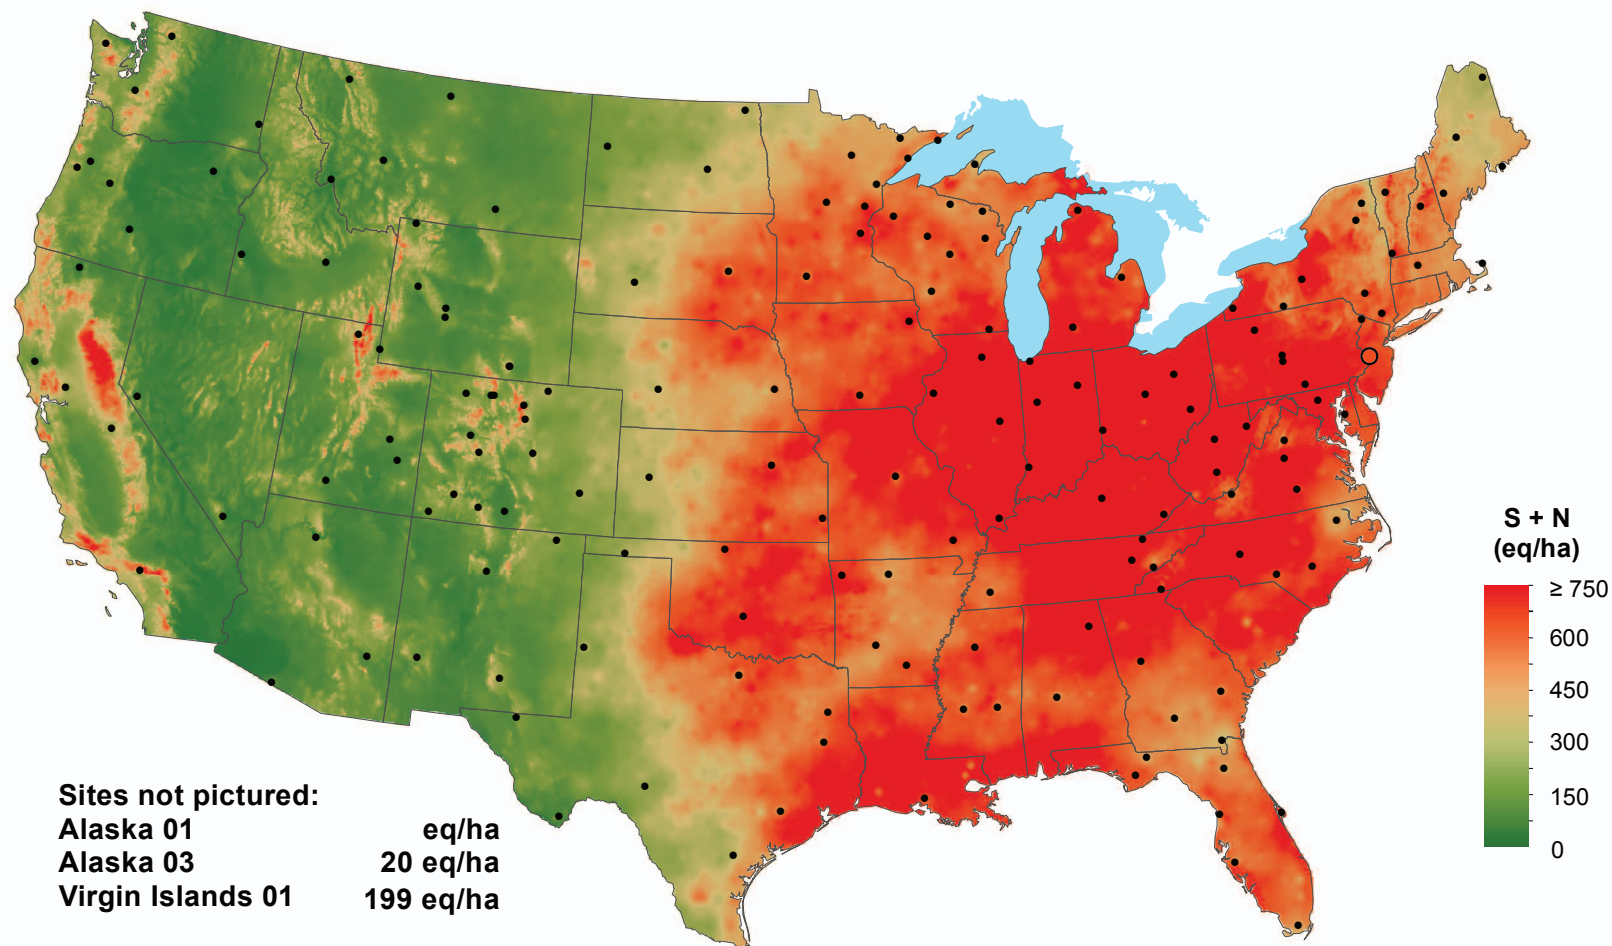 S + N
(eq/ha)
≥ 750
600
450
300
150
0
Sites not pictured:
Alaska 01 eq/ha
Alaska 03 20 eq/ha
Virgin Islands 01 199 eq/ha